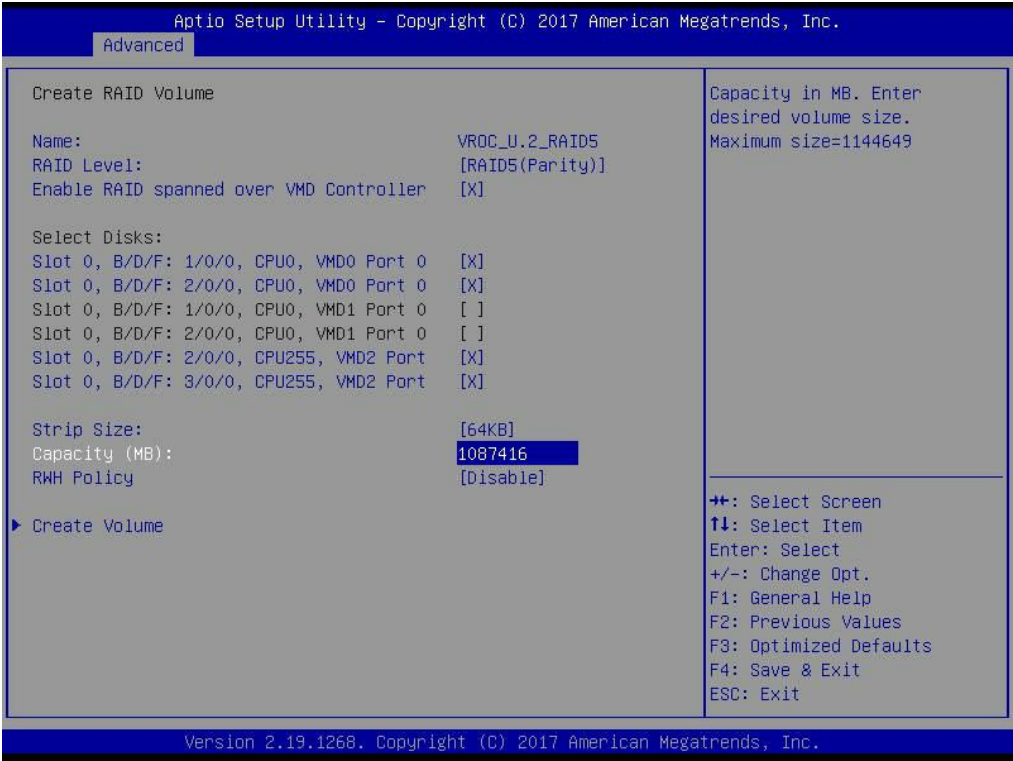 Aptio Setup Utility – Copyright (C) 2017 American Megatrends, Inc.
Advanced
Create RAID Volume
Name: VROC_U.2_RAID5
RAID Level: [RAID5(Parity)]
Enable RAID spanned over VMD Controller [X]
Select Disks:
Slot 0, B/D/F: 1/0/0, CPU0, VMD0 Port 0 [X]
Slot 0, B/D/F: 2/0/0, CPU0, VMD0 Port 0 [X]
Slot 0, B/D/F: 1/0/0, CPU0, VMD1 Port 0 [ ]
Slot 0, B/D/F: 2/0/0, CPU0, VMD1 Port 0 [ ]
Slot 0, B/D/F: 2/0/0, CPU255, VMD2 Port [X]
Slot 0, B/D/F: 3/0/0, CPU255, VMD2 Port [X]
Strip Size: [64KB]
Capacity (MB): 1087416
RWH Policy [Disable]
Create Volume
Capacity in MB. Enter
desired volume size.
Maximum size=1144649
→←: Select Screen
↑↓: Select Item
Enter: Select
+/-: Change Opt.
F1: General Help
F2: Previous Values
F3: Optimized Defaults
F4: Save & Exit
ESC: Exit
Version 2.19.1268. Copyright (C) 2017 American Megatrends, Inc.